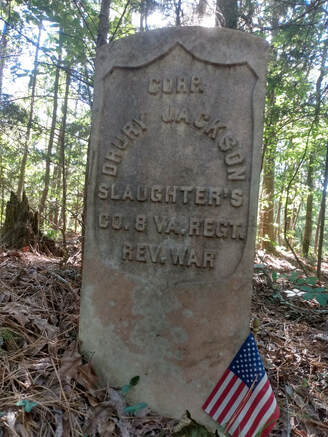 CORP.
DRURY JACKSON
SLAUGHTER'S
CO. 8 VA. REGT.
REV. WAR